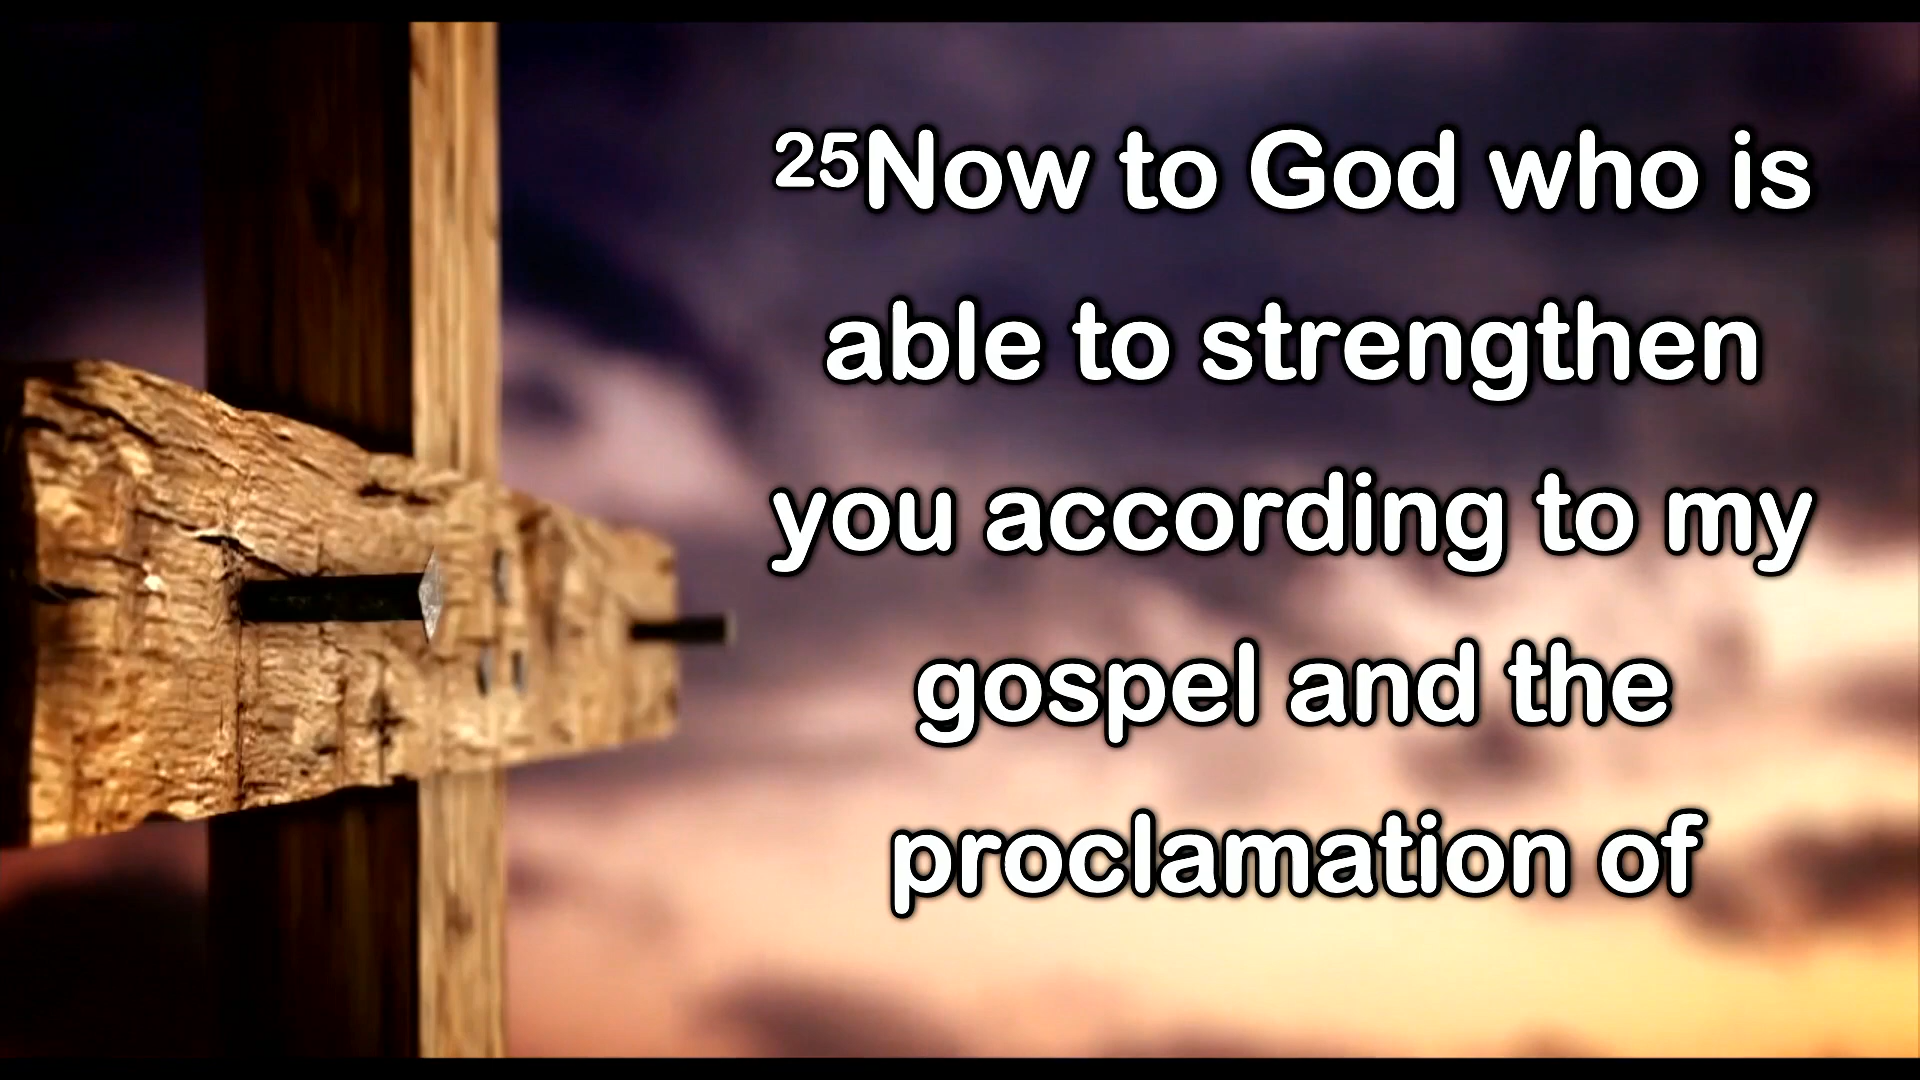 25Now to God who is
able to strengthen
you according to my
gospel and the
proclamation of